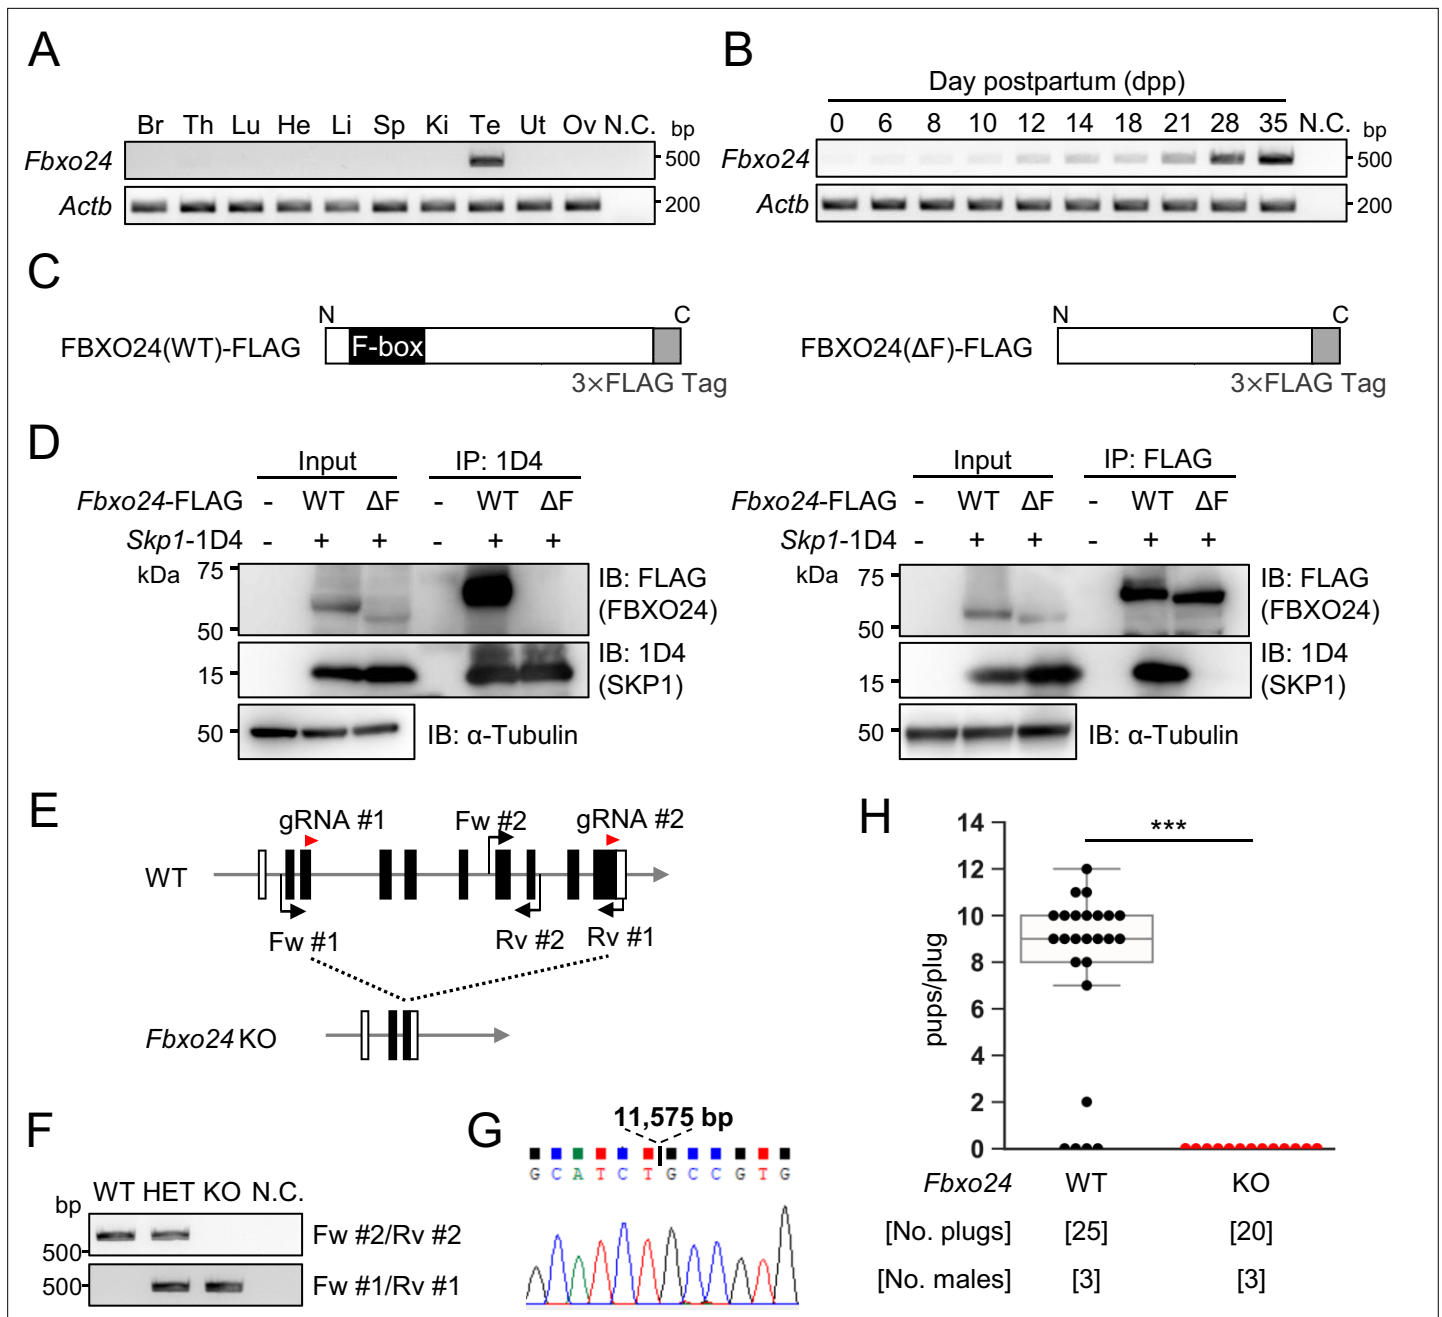 A
Br Th Lu He Li Sp Ki Te Ut Ov N.C. bp
Fbxo24 500
Actb 200
B
Day postpartum (dpp)
0 6 8 10 12 14 18 21 28 35 N.C. bp
Fbxo24 500
Actb 200
C
N C
FBXO24(WT)-FLAG F-box
3×FLAG Tag
N C
FBXO24(ΔF)-FLAG
3×FLAG Tag
D
Input IP: 1D4
Fbxo24-FLAG - WT ΔF - WT ΔF
Skp1-1D4 - + + - + +
kDa 75 IB: FLAG
50 (FBXO24)
15 IB: 1D4
(SKP1)
50 IB: α-Tubulin
Input IP: FLAG
Fbxo24-FLAG - WT ΔF - WT ΔF
Skp1-1D4 - + + - + +
kDa 75 IB: FLAG
50 (FBXO24)
15 IB: 1D4
(SKP1)
50 IB: α-Tubulin
E
gRNA #1 Fw #2 gRNA #2
WT
Fw #1 Rv #2 Rv #1
Fbxo24 KO
F
WT HET KO N.C.
bp
500 Fw #2/Rv #2
500 Fw #1/Rv #1
G
11,575 bp
G C A T C T G C C G T G
H
***
pups/plug
14
12
10
8
6
4
2
0
Fbxo24 WT KO
[No. plugs] [25] [20]
[No. males] [3] [3]